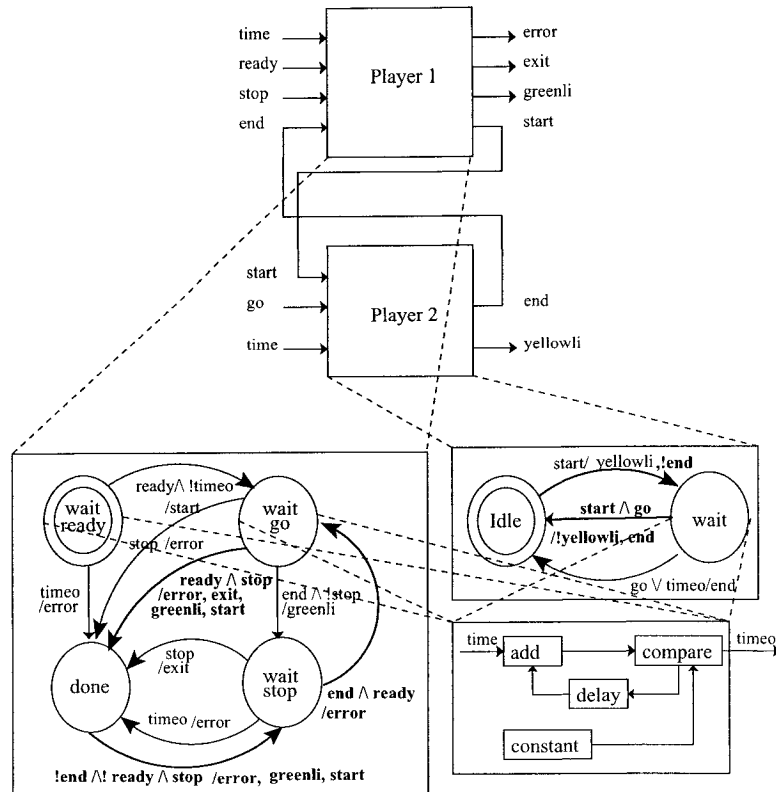 time
ready
stop
end
Player 1
error
exit
greenli
start
start
go
time
Player 2
end
yellowli
wait
ready
ready/\ !timeo
/start
wait
go
stop /error
timeo
/error
ready /\ stop
/error, exit,
greenli, start
end /\ !stop
/greenli
done
stop
/exit
wait
stop
timeo /error
end /\ ready
/error
!end /\! ready /\ stop /error, greenli, start
start/ yellowli ,!end
Idle
start /\ go
/!yellowli, end
wait
go \/ timeo/end
time
add
compare
timeo
delay
constant